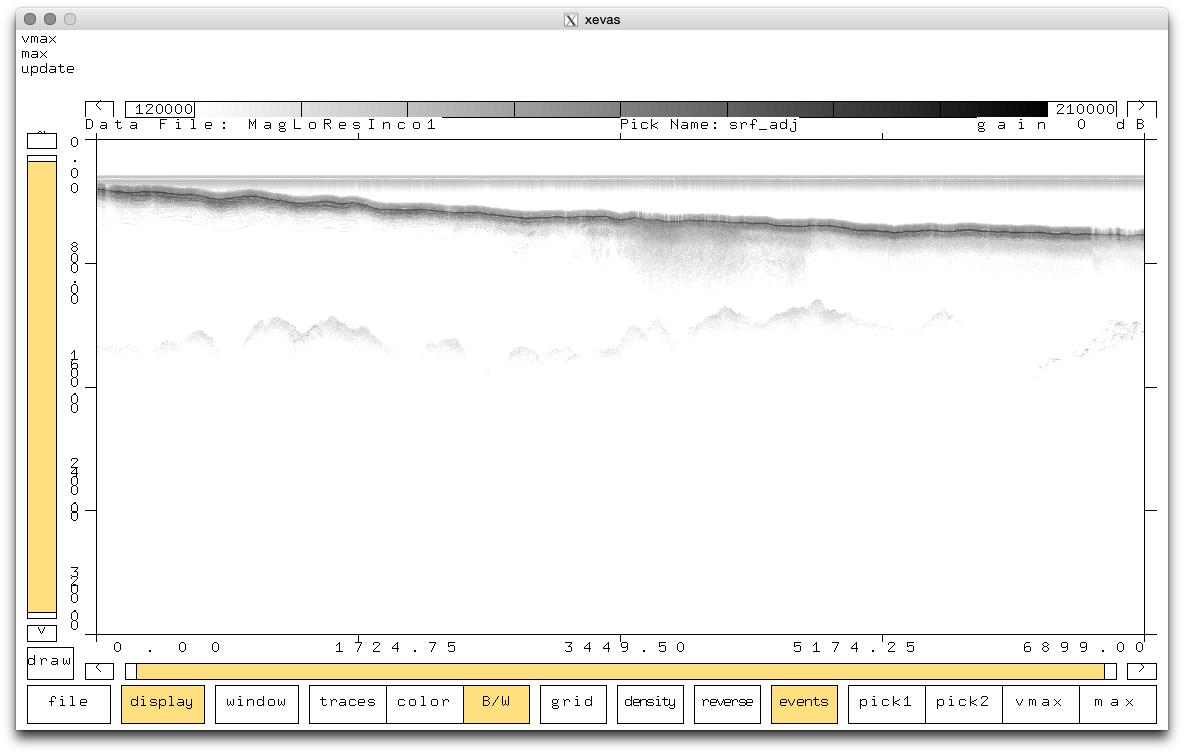 xevas
vmax
max
update
< 120000 210000 >
Data File: MagLoResInco1 Pick Name: srf_adj gain 0 dB
0.00
800.00
1600.00
2400.00
3200.00
0.00 1724.75 3449.50 5174.25 6899.00
draw < >
file display window traces color B/W grid density reverse events pick1 pick2 vmax max